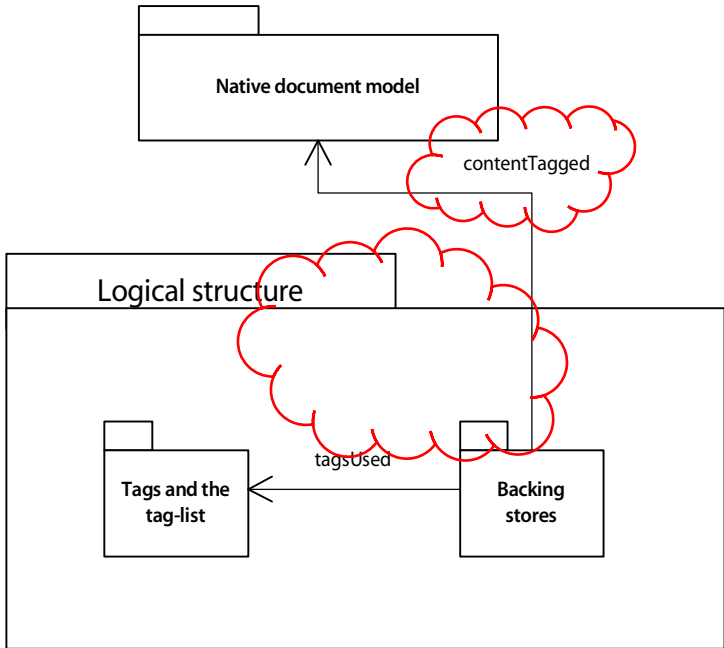 Native document model
contentTagged
Logical structure
tagsUsed
Tags and the
tag-list
Backing
stores